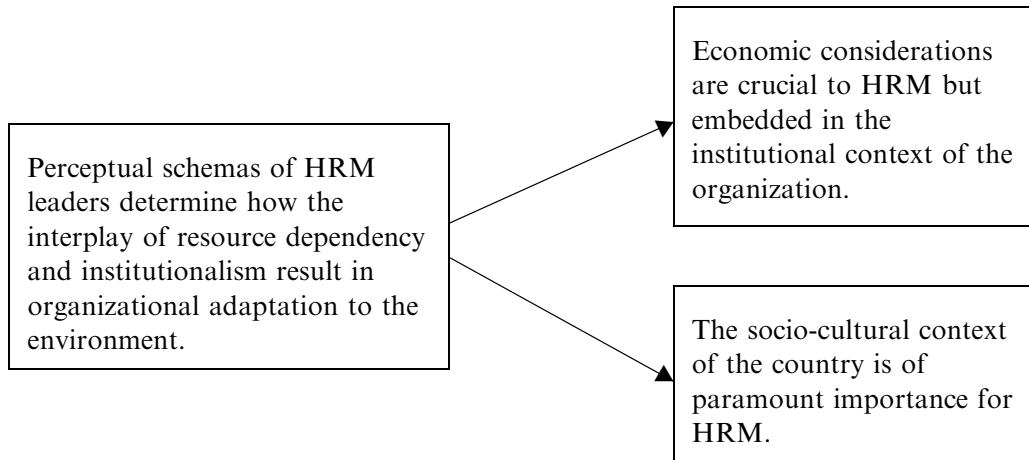 Perceptual schemas of HRM
leaders determine how the
interplay of resource dependency
and institutionalism result in
organizational adaptation to the
environment.
Economic considerations
are crucial to HRM but
embedded in the
institutional context of the
organization.
The socio-cultural context
of the country is of
paramount importance for
HRM.